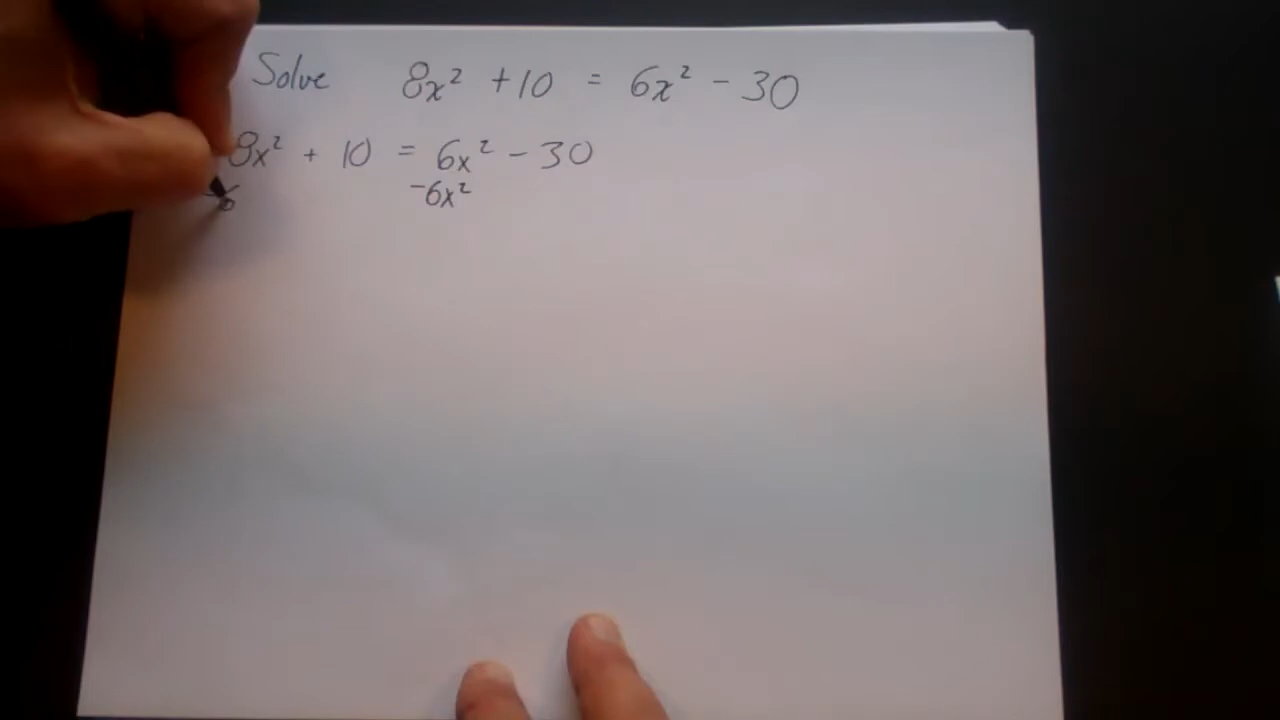 Solve 8x² + 10 = 6x² - 30
8x² + 10 = 6x² - 30
-6x²